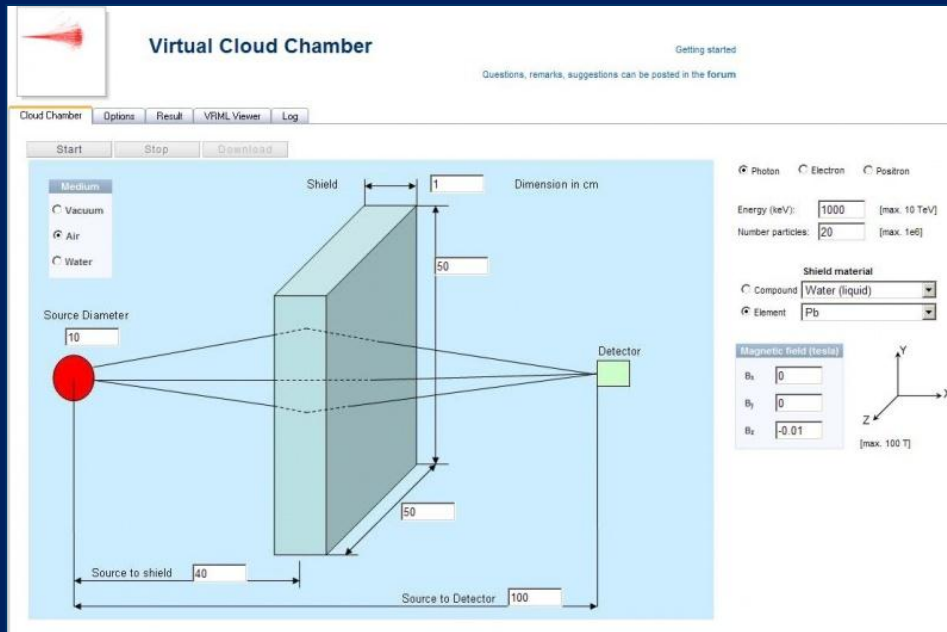 Virtual Cloud Chamber
Getting started
Questions, remarks, suggestions can be posted in the forum
Cloud Chamber Options Result VRML Viewer Log
Start Stop Download
Medium
Vacuum
Air
Water
Shield 1 Dimension in cm
50
Source Diameter
10
Detector
50
Source to shield 40
Source to Detector 100
Photon Electron Positron
Energy (keV): 1000 [max. 10 TeV]
Number particles: 20 [max. 1e6]
Shield material
Compound Water (liquid)
Element Pb
Magnetic field (tesla)
Bx 0
By 0
Bz -0.01
Y
X
Z
[max. 100 T]